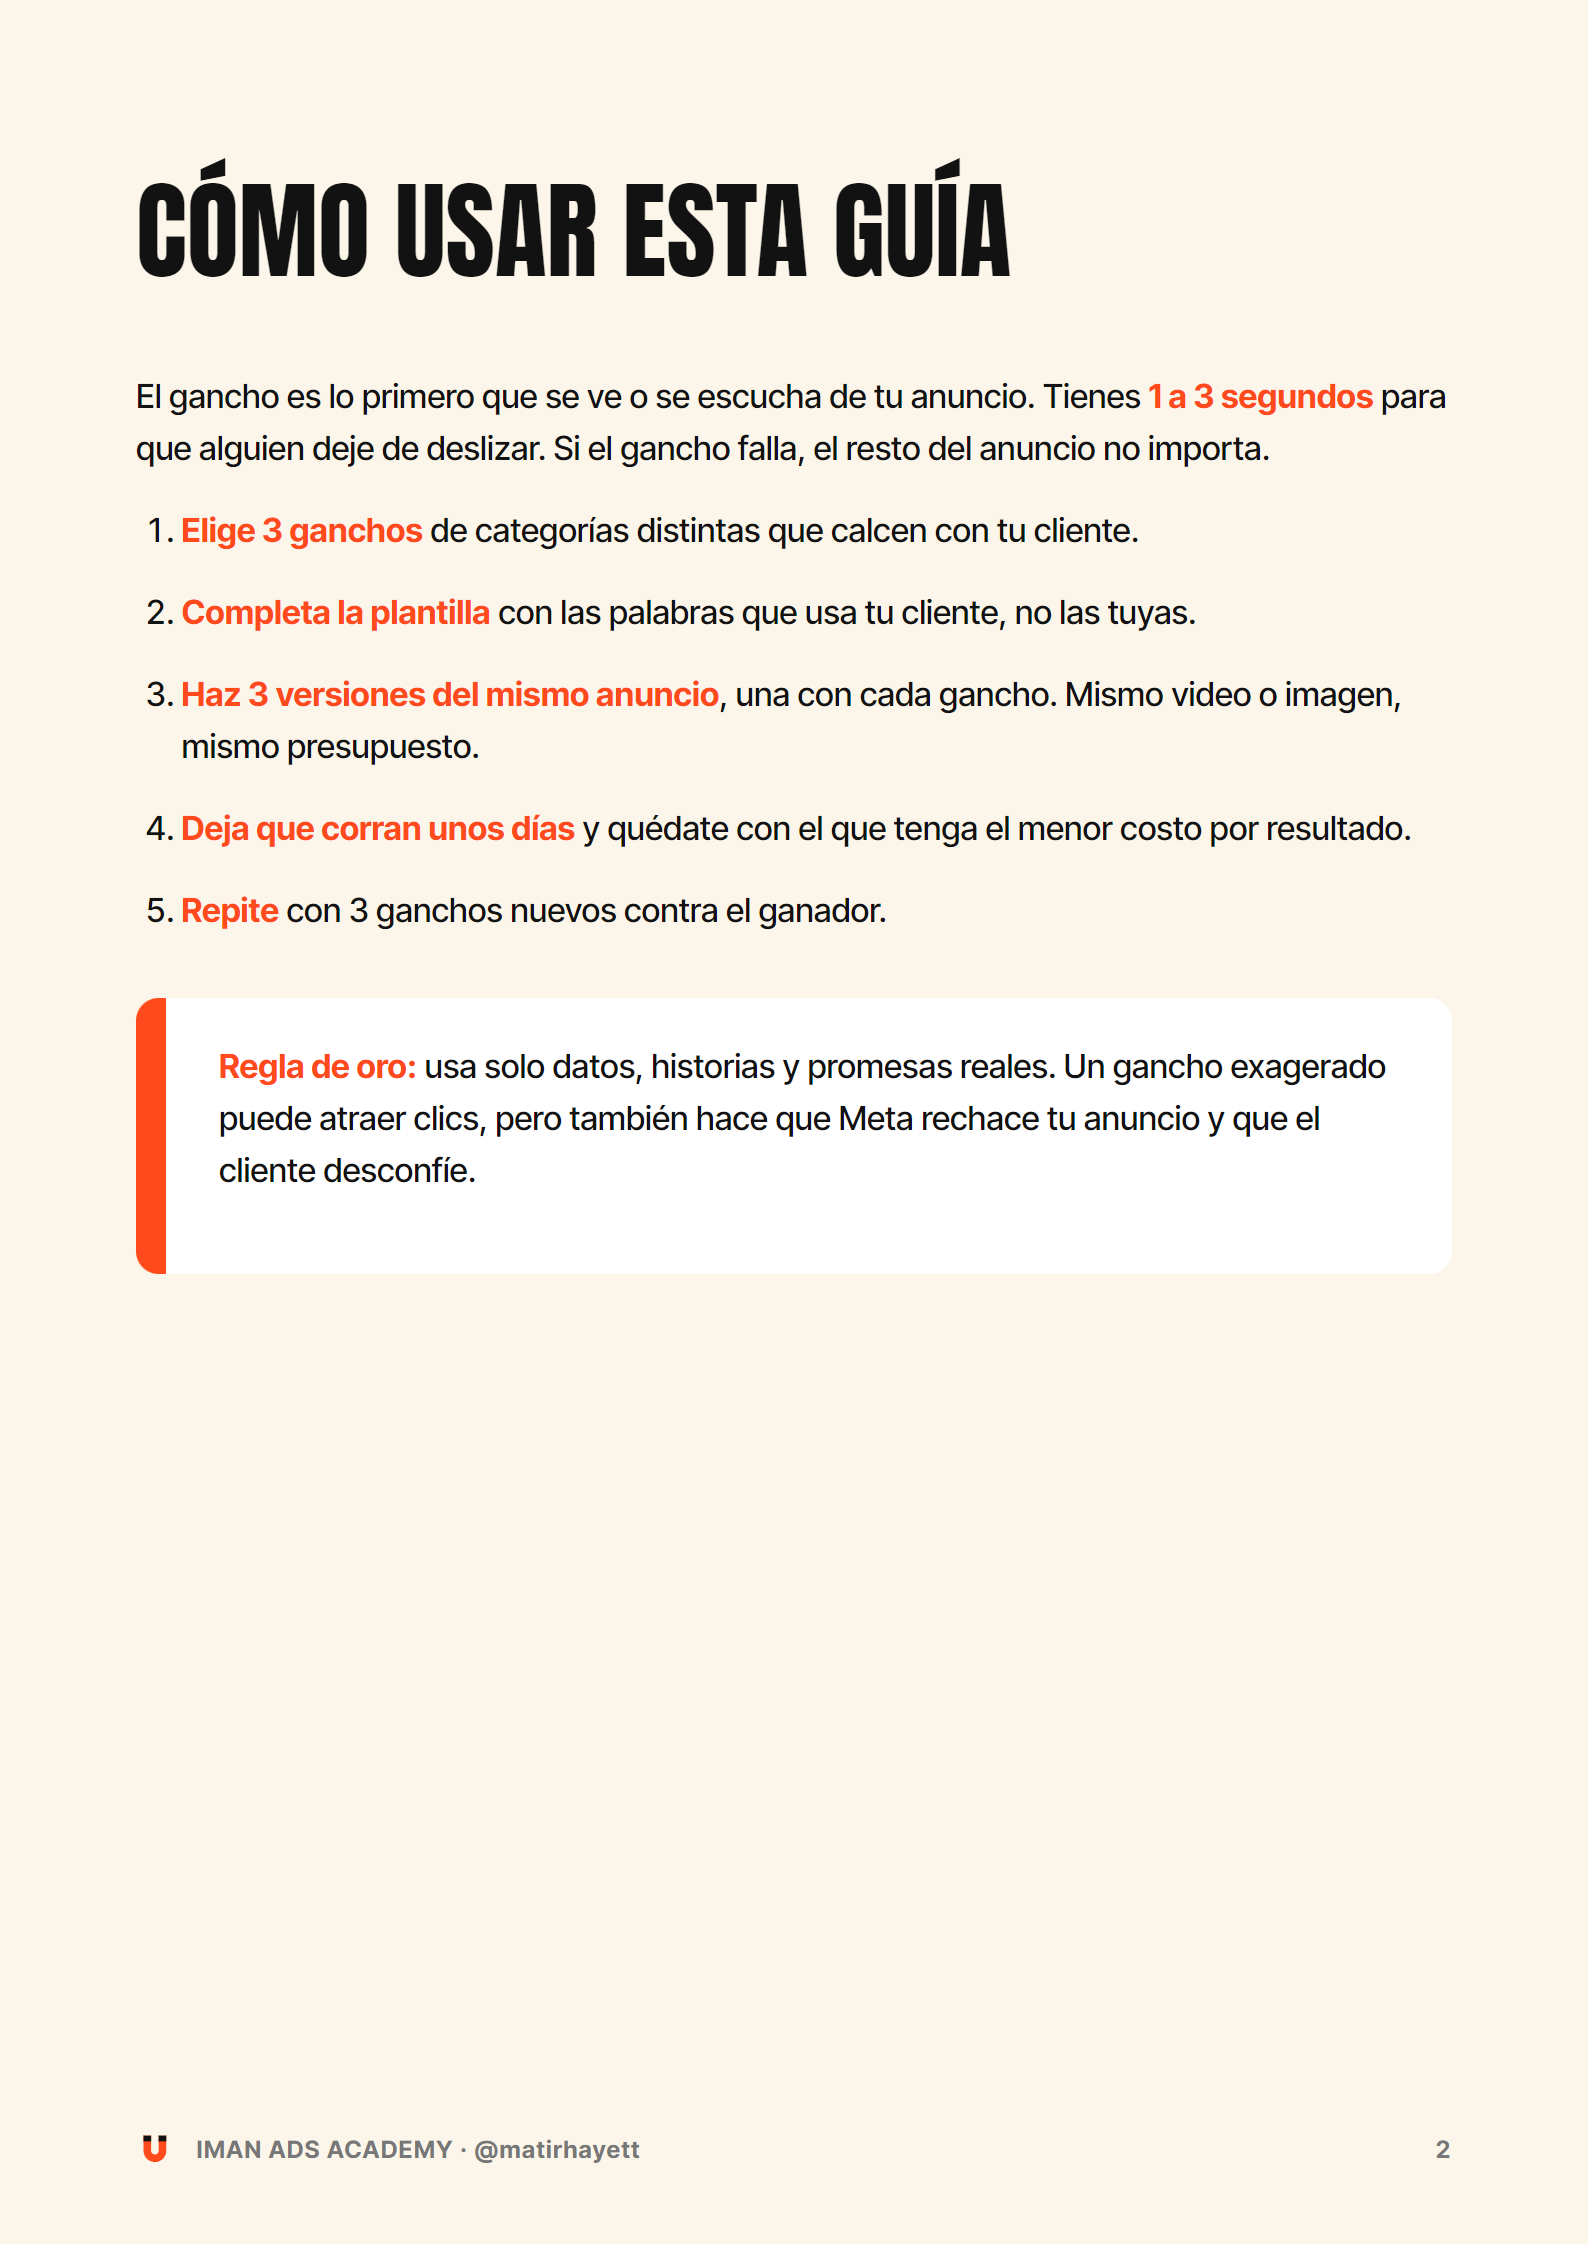 CÓMO USAR ESTA GUÍA
El gancho es lo primero que se ve o se escucha de tu anuncio. Tienes 1 a 3 segundos para
que alguien deje de deslizar. Si el gancho falla, el resto del anuncio no importa.
1. Elige 3 ganchos de categorías distintas que calcen con tu cliente.
2. Completa la plantilla con las palabras que usa tu cliente, no las tuyas.
3. Haz 3 versiones del mismo anuncio, una con cada gancho. Mismo video o imagen,
mismo presupuesto.
4. Deja que corran unos días y quédate con el que tenga el menor costo por resultado.
5. Repite con 3 ganchos nuevos contra el ganador.
Regla de oro: usa solo datos, historias y promesas reales. Un gancho exagerado
puede atraer clics, pero también hace que Meta rechace tu anuncio y que el
cliente desconfíe.
IMAN ADS ACADEMY · @matirhayett 2